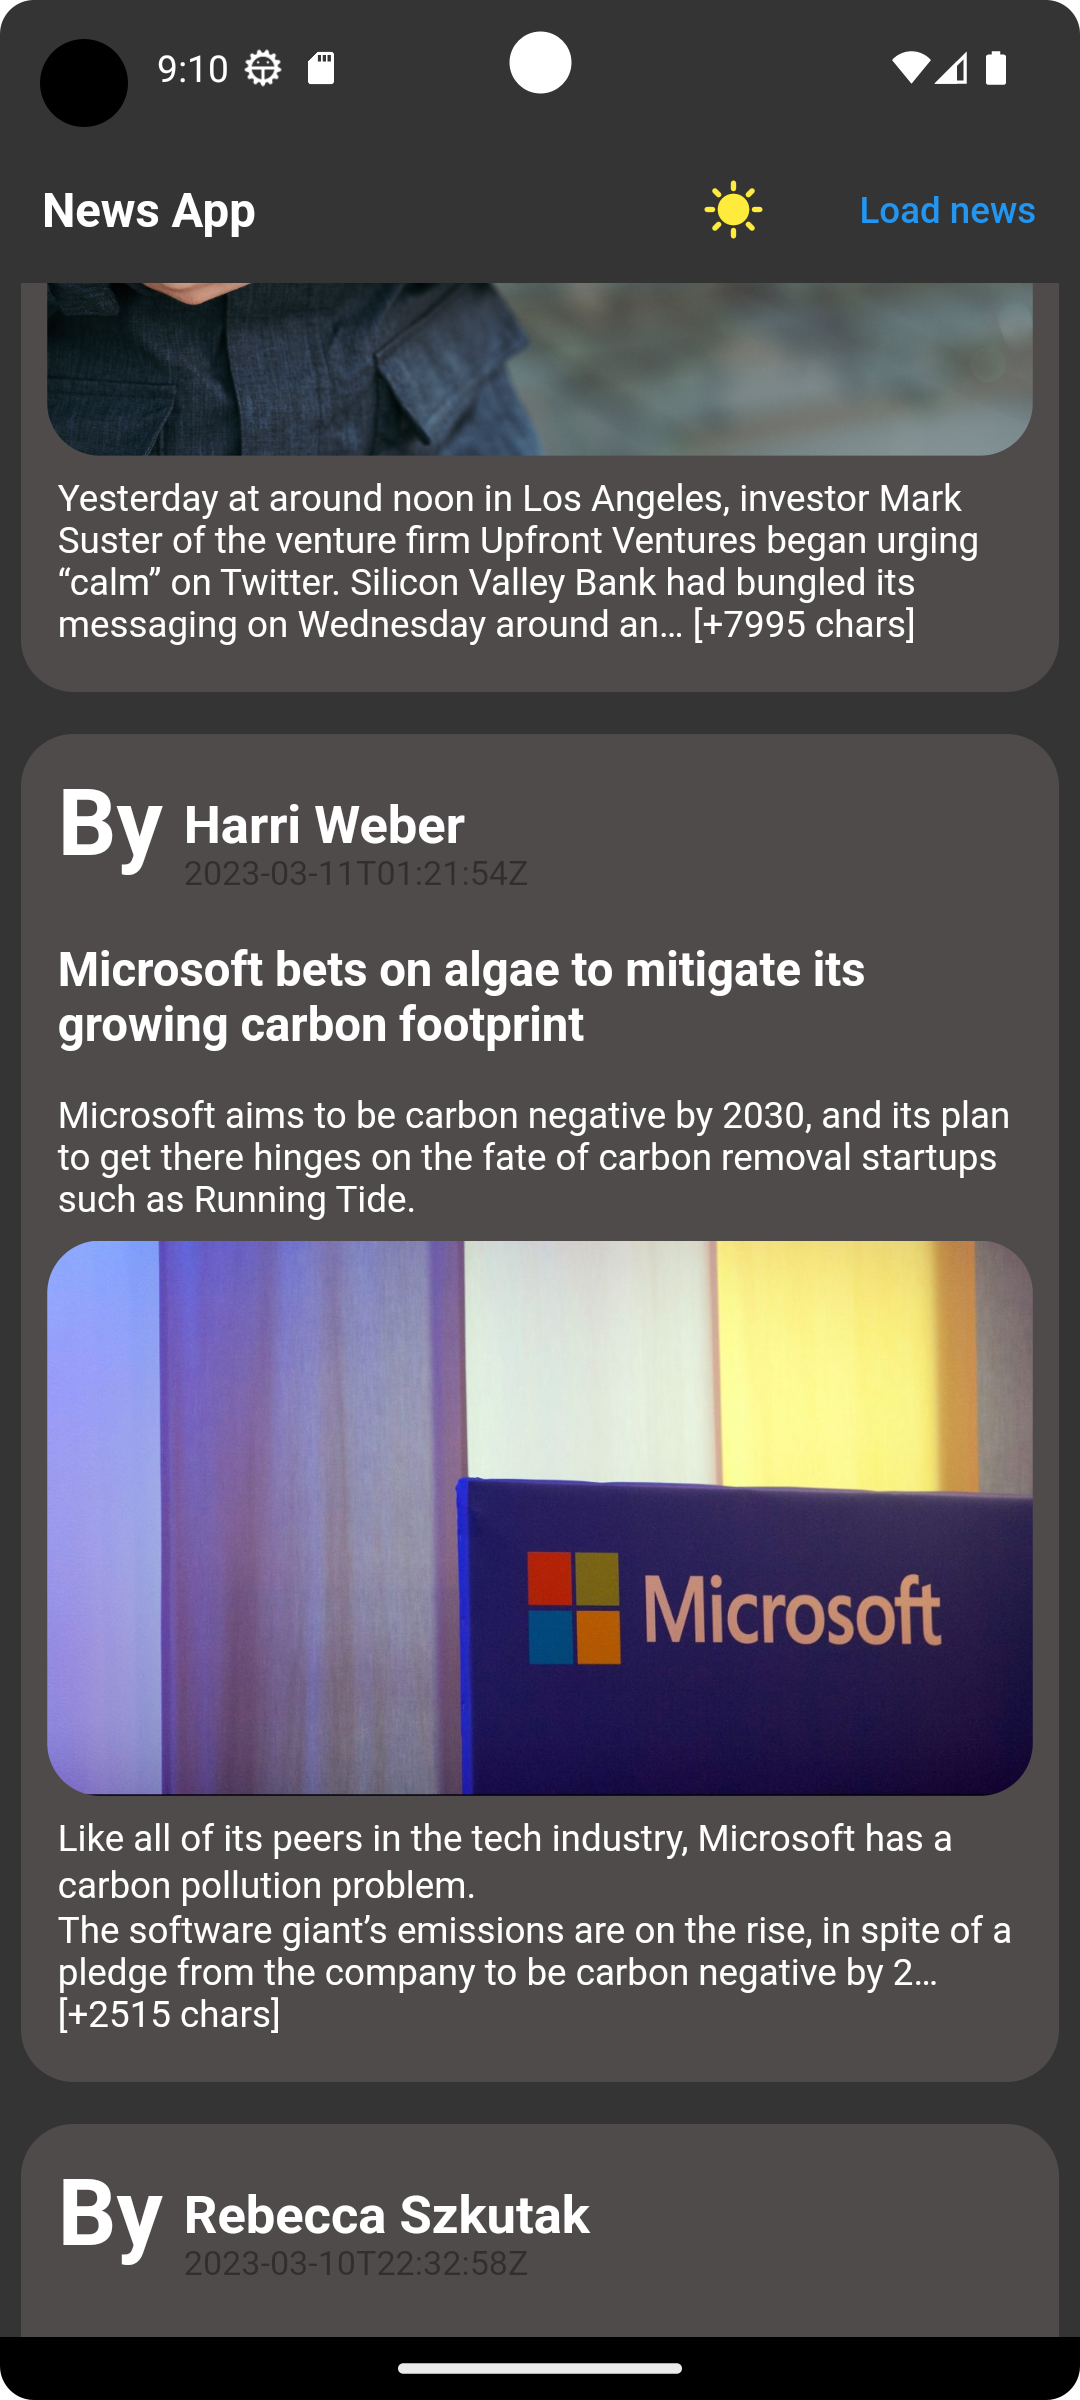 9:10
News App
Load news
Yesterday at around noon in Los Angeles, investor Mark
Suster of the venture firm Upfront Ventures began urging
“calm” on Twitter. Silicon Valley Bank had bungled its
messaging on Wednesday around an… [+7995 chars]
By Harri Weber
2023-03-11T01:21:54Z
Microsoft bets on algae to mitigate its
growing carbon footprint
Microsoft aims to be carbon negative by 2030, and its plan
to get there hinges on the fate of carbon removal startups
such as Running Tide.
Microsoft
Like all of its peers in the tech industry, Microsoft has a
carbon pollution problem.
The software giant’s emissions are on the rise, in spite of a
pledge from the company to be carbon negative by 2…
[+2515 chars]
By Rebecca Szkutak
2023-03-10T22:32:58Z